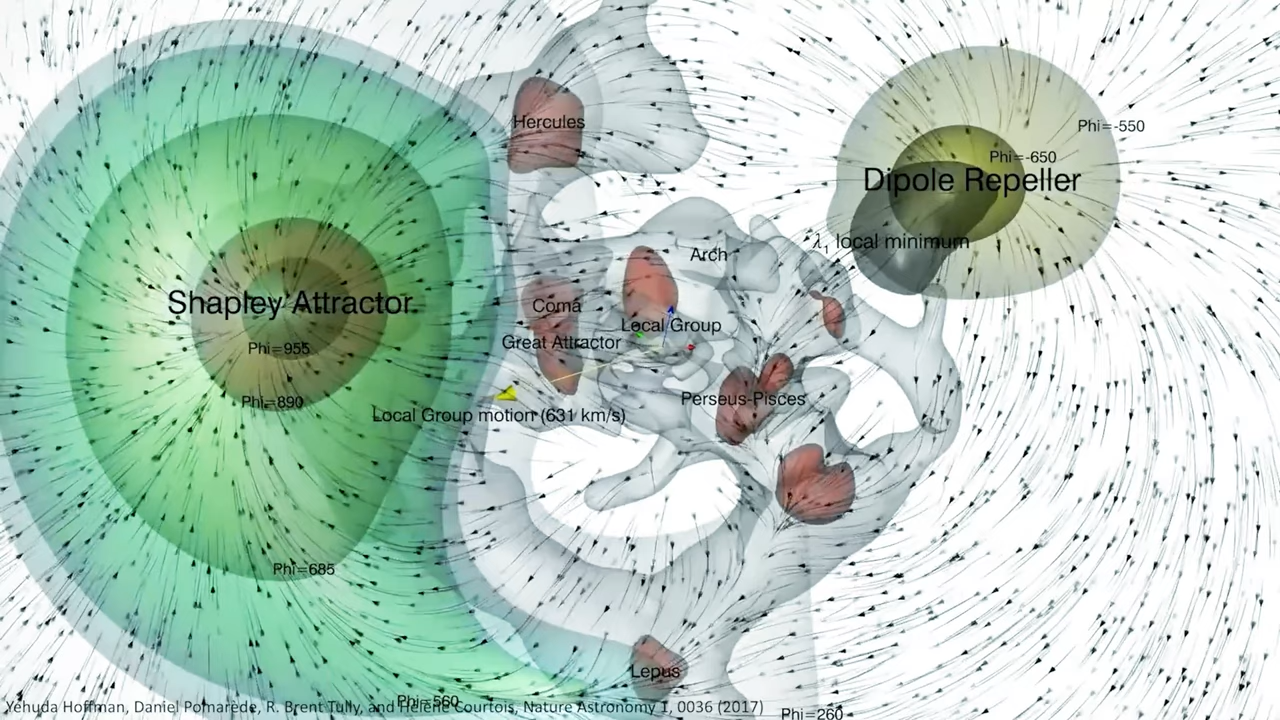 Hercules
Phi=-550
Phi=-650
Dipole Repeller
λ1 local minimum
Arch
Shapley Attractor
Coma
Local Group
Great Attractor
Phi=955
Phi=890
Perseus-Pisces
Local Group motion (631 km/s)
Phi=685
Lepus
Phi=560
Yehuda Hoffman, Daniel Pomarède, R. Brent Tully, and Hélène Courtois, Nature Astronomy 1, 0036 (2017)
Phi=260